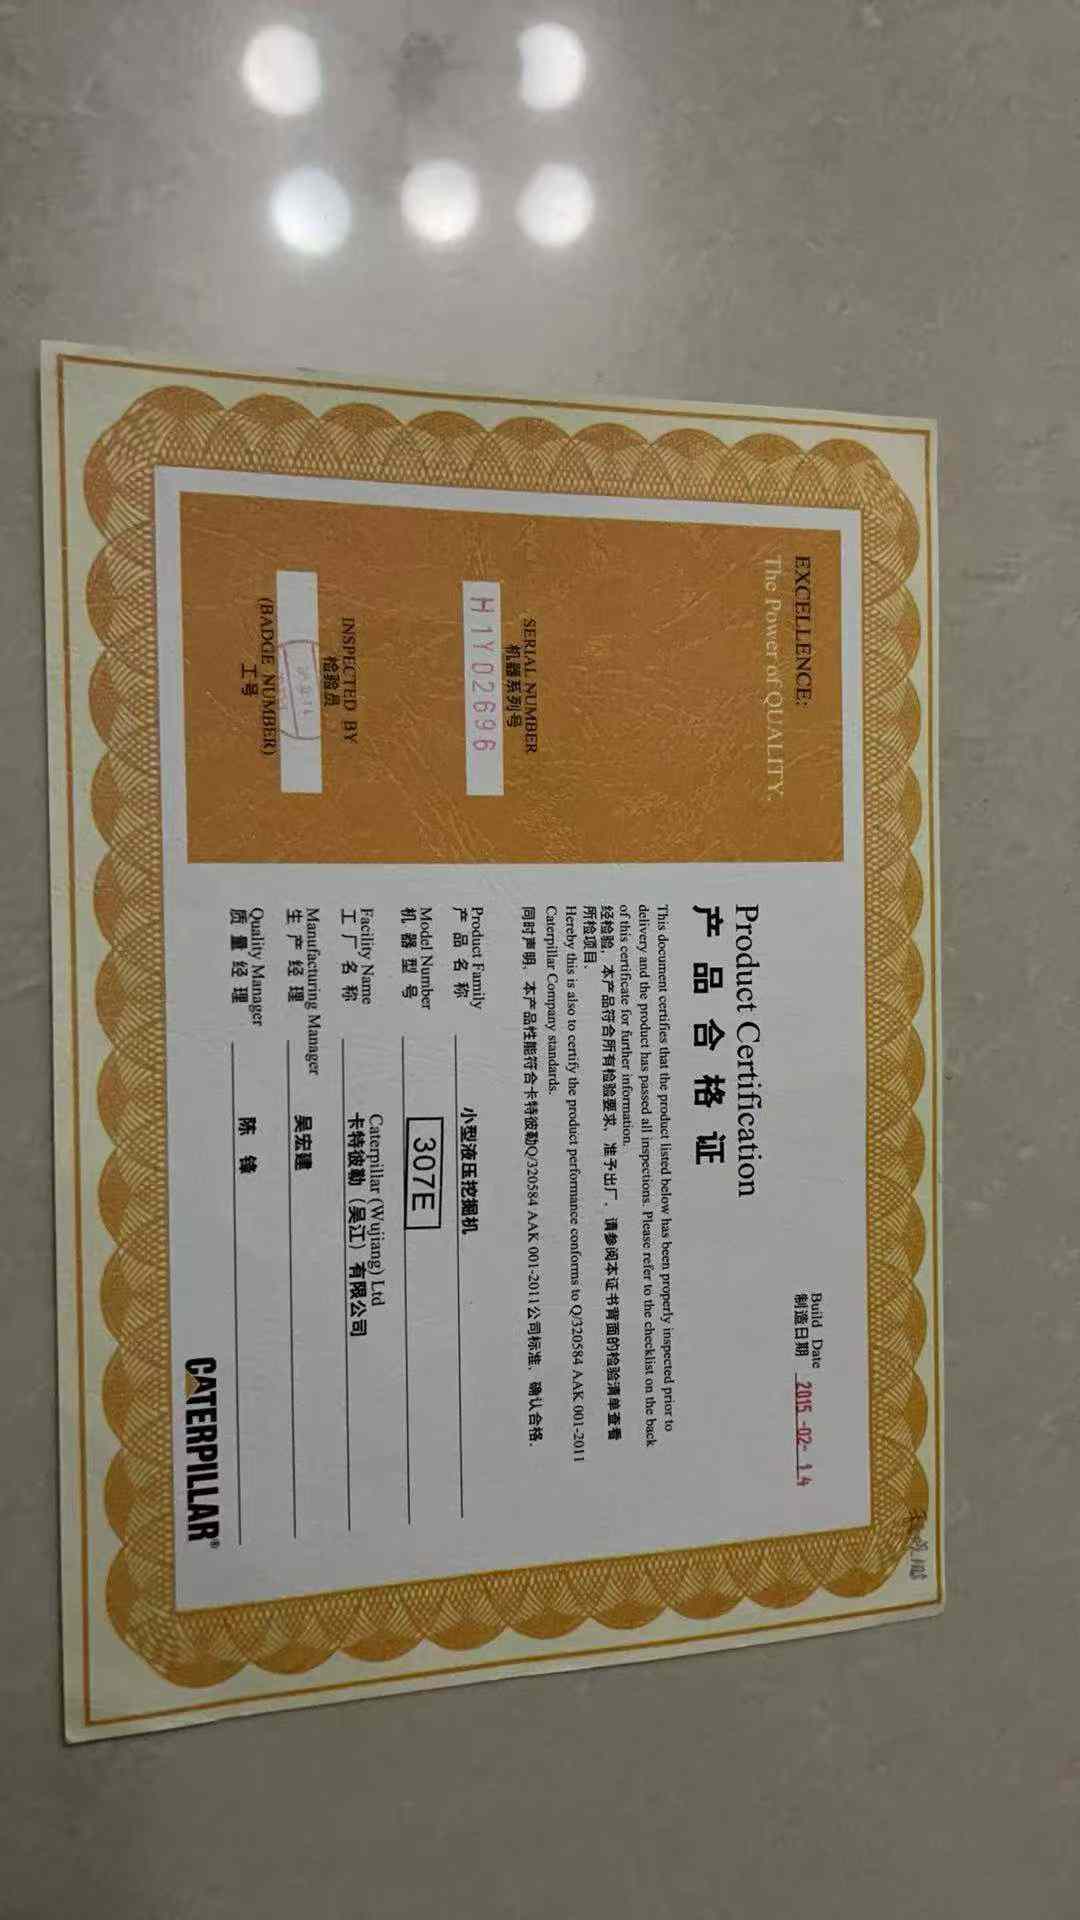 EXCELLENCE:
The Power of QUALITY.
SERIAL NUMBER
机器系列号
H1Y02696
INSPECTED BY
检验员
(BADGE NUMBER)
工号
Build Date
制造日期 2015-02-14
Product Certification
产品合格证
This document certifies that the product listed below has been properly inspected prior to
delivery and the product has passed all inspections. Please refer to the checklist on the back
of this certificate for further information.
经检验，本产品符合所有检验要求，准予出厂，请参阅本证书背面的检验清单查看
所检项目.
Hereby this is also to certify the product performance conforms to Q/320584 AAK 001-2011
Caterpillar Company standards.
同时声明，本产品性能符合卡特彼勒Q/320584 AAK 001-2011公司标准，确认合格.
Product Family
产品名称 小型液压挖掘机
Model Number
机器型号 307E
Facility Name Caterpillar (Wujiang) Ltd
工厂名称 卡特彼勒（吴江）有限公司
Manufacturing Manager
生产经理 吴宏建
Quality Manager
质量经理 陈锋
CATERPILLAR®